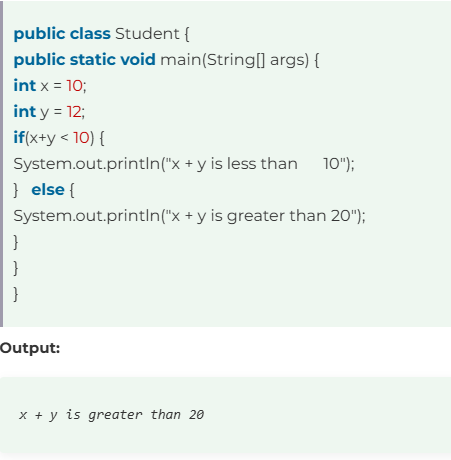 public class Student {
public static void main(String[] args) {
int x = 10;
int y = 12;
if(x+y < 10) {
System.out.println("x + y is less than      10");
}   else {
System.out.println("x + y is greater than 20");
}
}
}
Output:
x + y is greater than 20